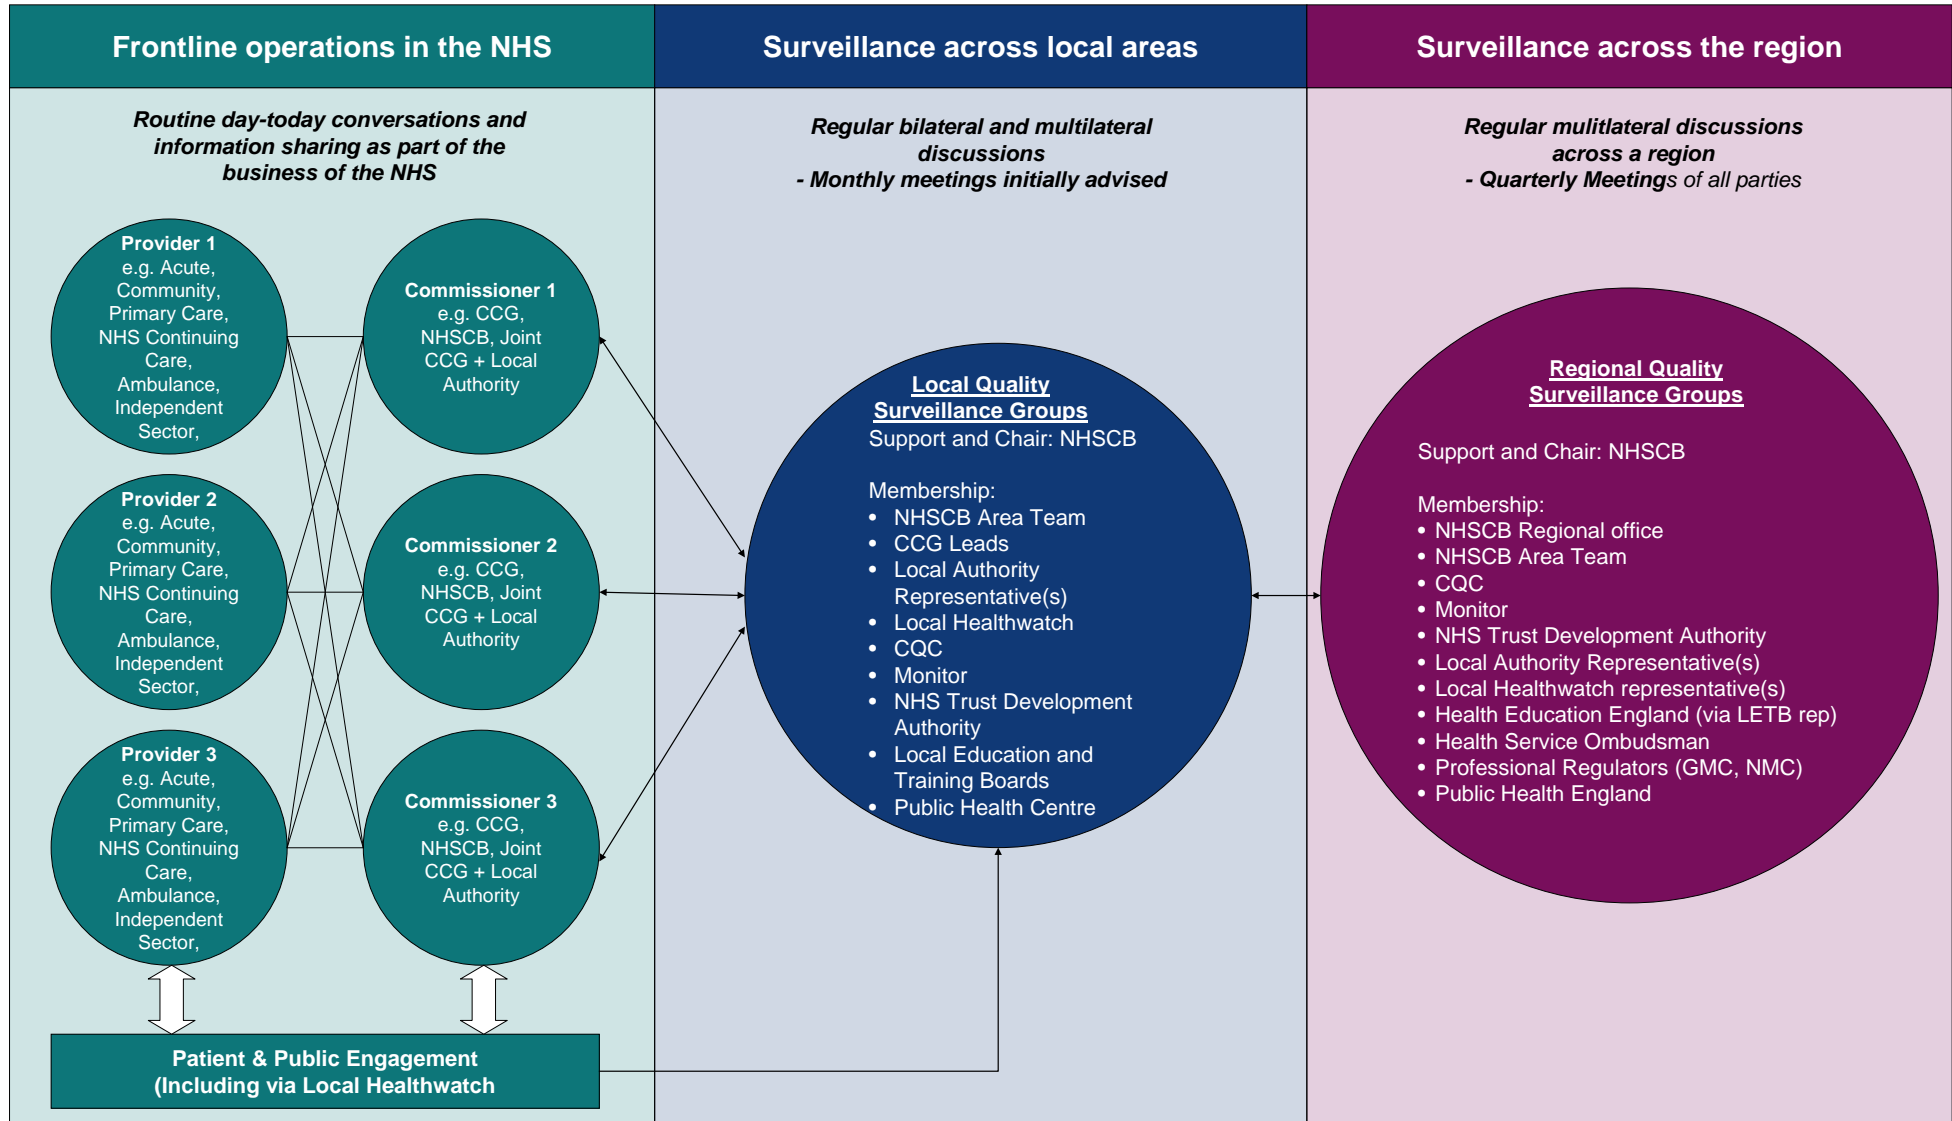 Frontline operations in the NHS
Surveillance across local areas
Surveillance across the region
Routine day-today conversations and
information sharing as part of the
business of the NHS
Regular bilateral and multilateral
discussions
- Monthly meetings initially advised
Regular mulitlateral discussions
across a region
- Quarterly Meetings of all parties
Provider 1
e.g. Acute,
Community,
Primary Care,
NHS Continuing
Care,
Ambulance,
Independent
Sector,
Commissioner 1
e.g. CCG,
NHSCB, Joint
CCG + Local
Authority
Provider 2
e.g. Acute,
Community,
Primary Care,
NHS Continuing
Care,
Ambulance,
Independent
Sector,
Commissioner 2
e.g. CCG,
NHSCB, Joint
CCG + Local
Authority
Provider 3
e.g. Acute,
Community,
Primary Care,
NHS Continuing
Care,
Ambulance,
Independent
Sector,
Commissioner 3
e.g. CCG,
NHSCB, Joint
CCG + Local
Authority
Patient & Public Engagement
(Including via Local Healthwatch
Local Quality
Surveillance Groups
Support and Chair: NHSCB
Membership:
• NHSCB Area Team
• CCG Leads
• Local Authority
Representative(s)
• Local Healthwatch
• CQC
• Monitor
• NHS Trust Development
Authority
• Local Education and
Training Boards
• Public Health Centre
Regional Quality
Surveillance Groups
Support and Chair: NHSCB
Membership:
• NHSCB Regional office
• NHSCB Area Team
• CQC
• Monitor
• NHS Trust Development Authority
• Local Authority Representative(s)
• Local Healthwatch representative(s)
• Health Education England (via LETB rep)
• Health Service Ombudsman
• Professional Regulators (GMC, NMC)
• Public Health England